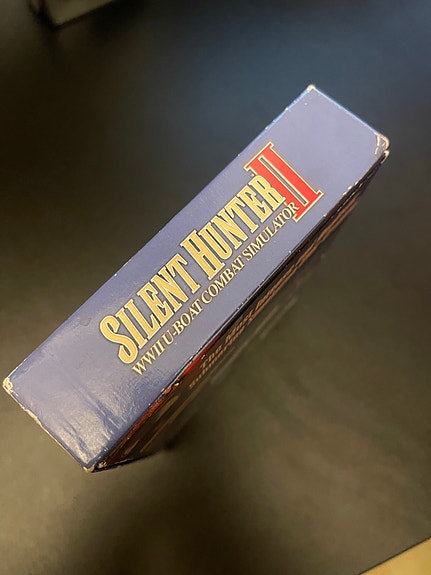 SILENT HUNTER II
WWII U-BOAT COMBAT SIMULATOR